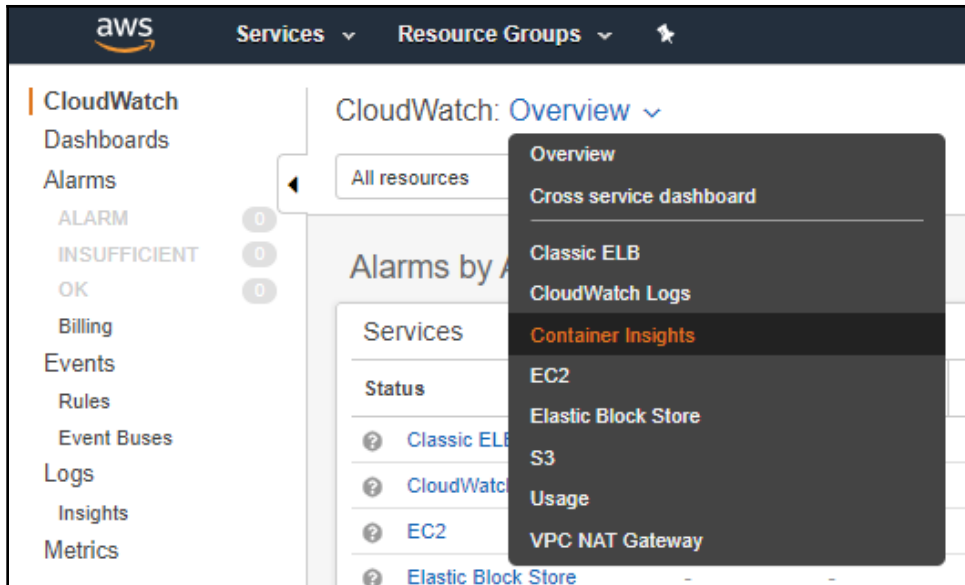 aws
Services
Resource Groups
CloudWatch
Dashboards
Alarms
ALARM 0
INSUFFICIENT 0
OK 0
Billing
Events
Rules
Event Buses
Logs
Insights
Metrics
CloudWatch: Overview
All resources
Overview
Cross service dashboard
Classic ELB
CloudWatch Logs
Container Insights
EC2
Elastic Block Store
S3
Usage
VPC NAT Gateway
Alarms by
Services
Status
? Classic
?
? EC2 -
? Elastic Block Store - -